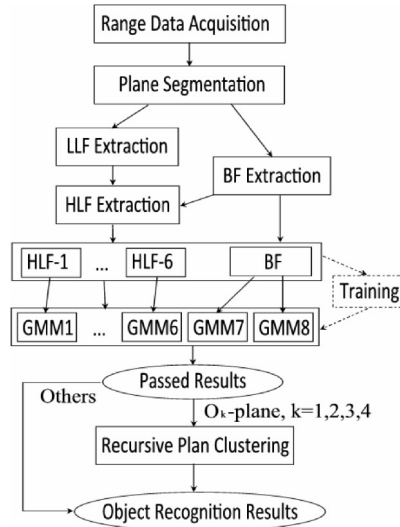 Range Data Acquisition
Plane Segmentation
LLF Extraction
BF Extraction
HLF Extraction
HLF-1 ... HLF-6 BF
Training
GMM1 ... GMM6 GMM7 GMM8
Passed Results
Others
Oₖ-plane, k=1,2,3,4
Recursive Plan Clustering
Object Recognition Results